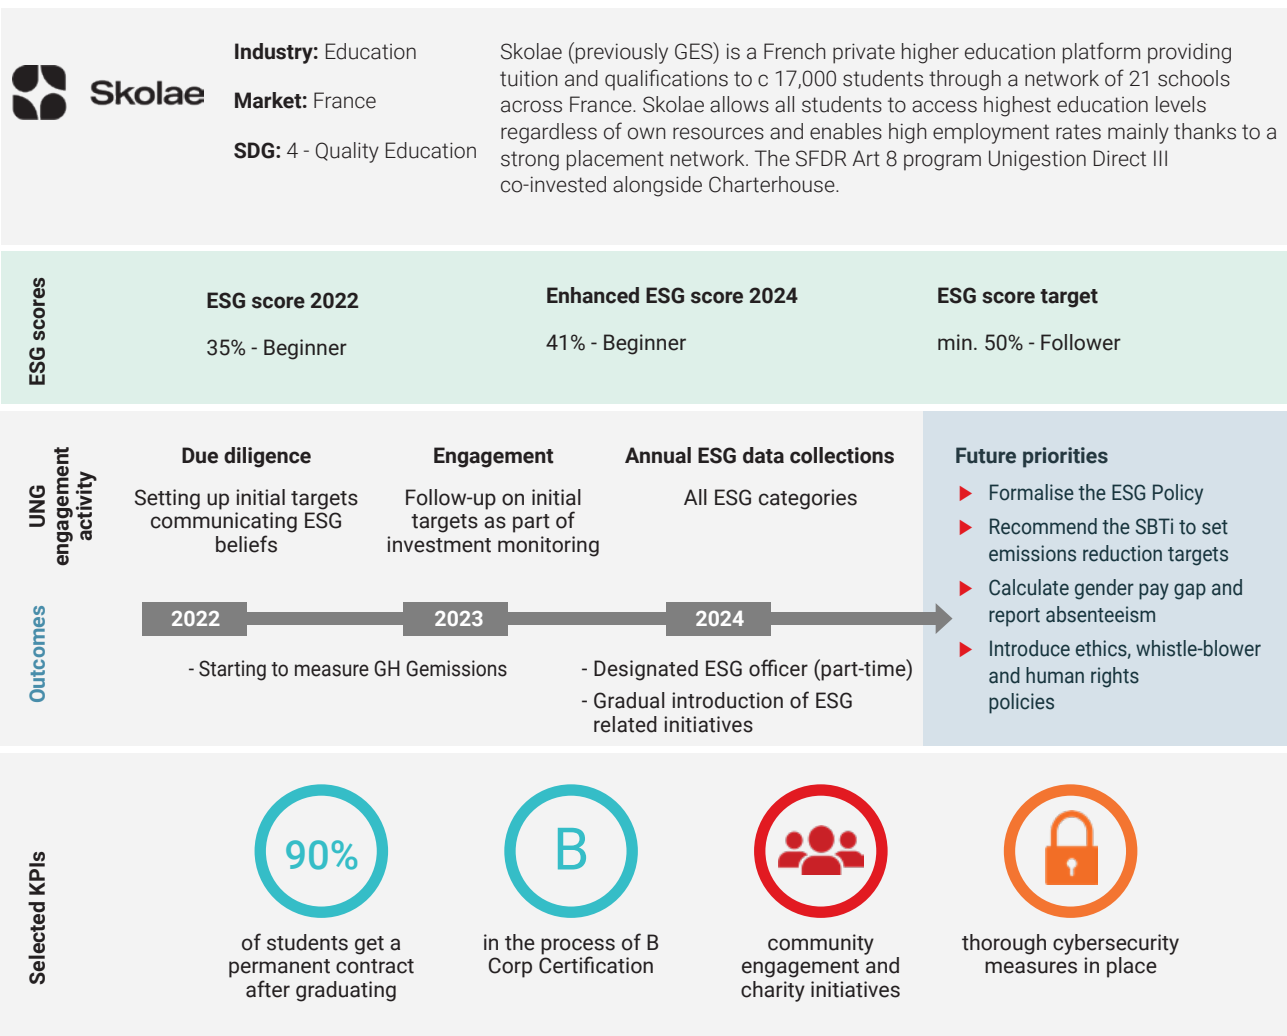 Skolae
Industry: Education
Market: France
SDG: 4 - Quality Education
Skolae (previously GES) is a French private higher education platform providing
tuition and qualifications to c 17,000 students through a network of 21 schools
across France. Skolae allows all students to access highest education levels
regardless of own resources and enables high employment rates mainly thanks to a
strong placement network. The SFDR Art 8 program Unigestion Direct III
co-invested alongside Charterhouse.
ESG scores
ESG score 2022
35% - Beginner
Enhanced ESG score 2024
41% - Beginner
ESG score target
min. 50% - Follower
UNG
engagement
activity
Due diligence
Setting up initial targets
communicating ESG
beliefs
Engagement
Follow-up on initial
targets as part of
investment monitoring
Annual ESG data collections
All ESG categories
Outcomes
2022
2023
2024
- Starting to measure GH Gemissions
- Designated ESG officer (part-time)
- Gradual introduction of ESG
related initiatives
Future priorities
Formalise the ESG Policy
Recommend the SBTi to set
emissions reduction targets
Calculate gender pay gap and
report absenteeism
Introduce ethics, whistle-blower
and human rights
policies
Selected KPIs
90%
of students get a
permanent contract
after graduating
B
in the process of B
Corp Certification
community
engagement and
charity initiatives
thorough cybersecurity
measures in place